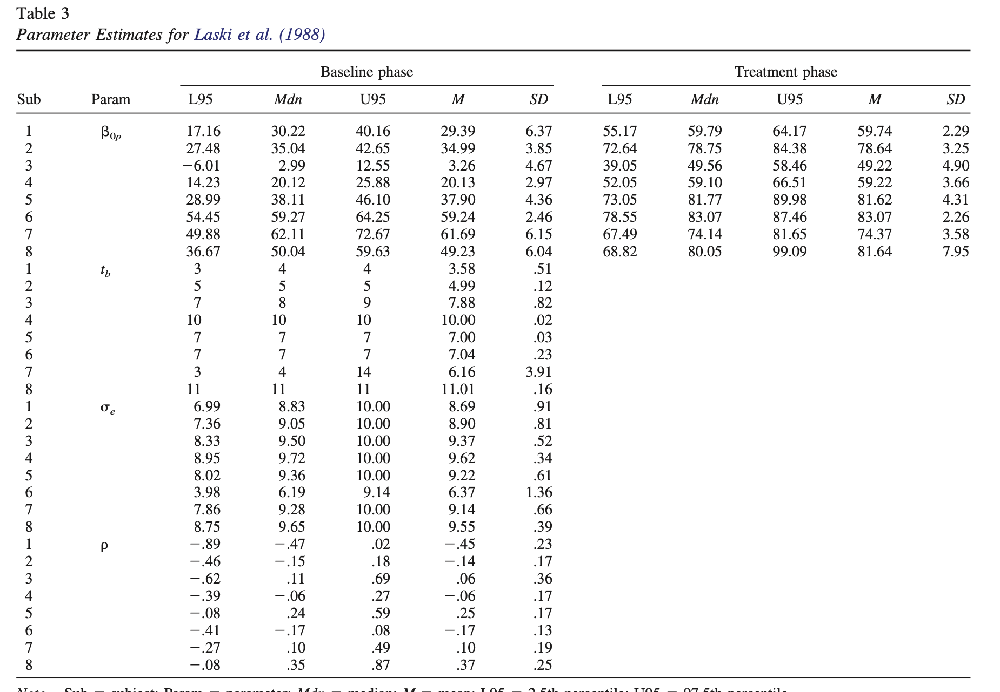 Table 3
Parameter Estimates for Laski et al. (1988)
Baseline phase Treatment phase
Sub Param L95 Mdn U95 M SD L95 Mdn U95 M SD
1 β0p 17.16 30.22 40.16 29.39 6.37 55.17 59.79 64.17 59.74 2.29
2 27.48 35.04 42.65 34.99 3.85 72.64 78.75 84.38 78.64 3.25
3 −6.01 2.99 12.55 3.26 4.67 39.05 49.56 58.46 49.22 4.90
4 14.23 20.12 25.88 20.13 2.97 52.05 59.10 66.51 59.22 3.66
5 28.99 38.11 46.10 37.90 4.36 73.05 81.77 89.98 81.62 4.31
6 54.45 59.27 64.25 59.24 2.46 78.55 83.07 87.46 83.07 2.26
7 49.88 62.11 72.67 61.69 6.15 67.49 74.14 81.65 74.37 3.58
8 36.67 50.04 59.63 49.23 6.04 68.82 80.05 99.09 81.64 7.95
1 tb 3 4 4 3.58 .51
2 5 5 5 4.99 .12
3 7 8 9 7.88 .82
4 10 10 10 10.00 .02
5 7 7 7 7.00 .03
6 7 7 7 7.04 .23
7 3 4 14 6.16 3.91
8 11 11 11 11.01 .16
1 σe 6.99 8.83 10.00 8.69 .91
2 7.36 9.05 10.00 8.90 .81
3 8.33 9.50 10.00 9.37 .52
4 8.95 9.72 10.00 9.62 .34
5 8.02 9.36 10.00 9.22 .61
6 3.98 6.19 9.14 6.37 1.36
7 7.86 9.28 10.00 9.14 .66
8 8.75 9.65 10.00 9.55 .39
1 ρ −.89 −.47 .02 −.45 .23
2 −.46 −.15 .18 −.14 .17
3 −.62 .11 .69 .06 .36
4 −.39 −.06 .27 −.06 .17
5 −.08 .24 .59 .25 .17
6 −.41 −.17 .08 −.17 .13
7 −.27 .10 .49 .10 .19
8 −.08 .35 .87 .37 .25
Note. Sub = subject; Param = parameter; Mdn = median; M = mean; L95 = 2.5th percentile; U95 = 97.5th percentile.